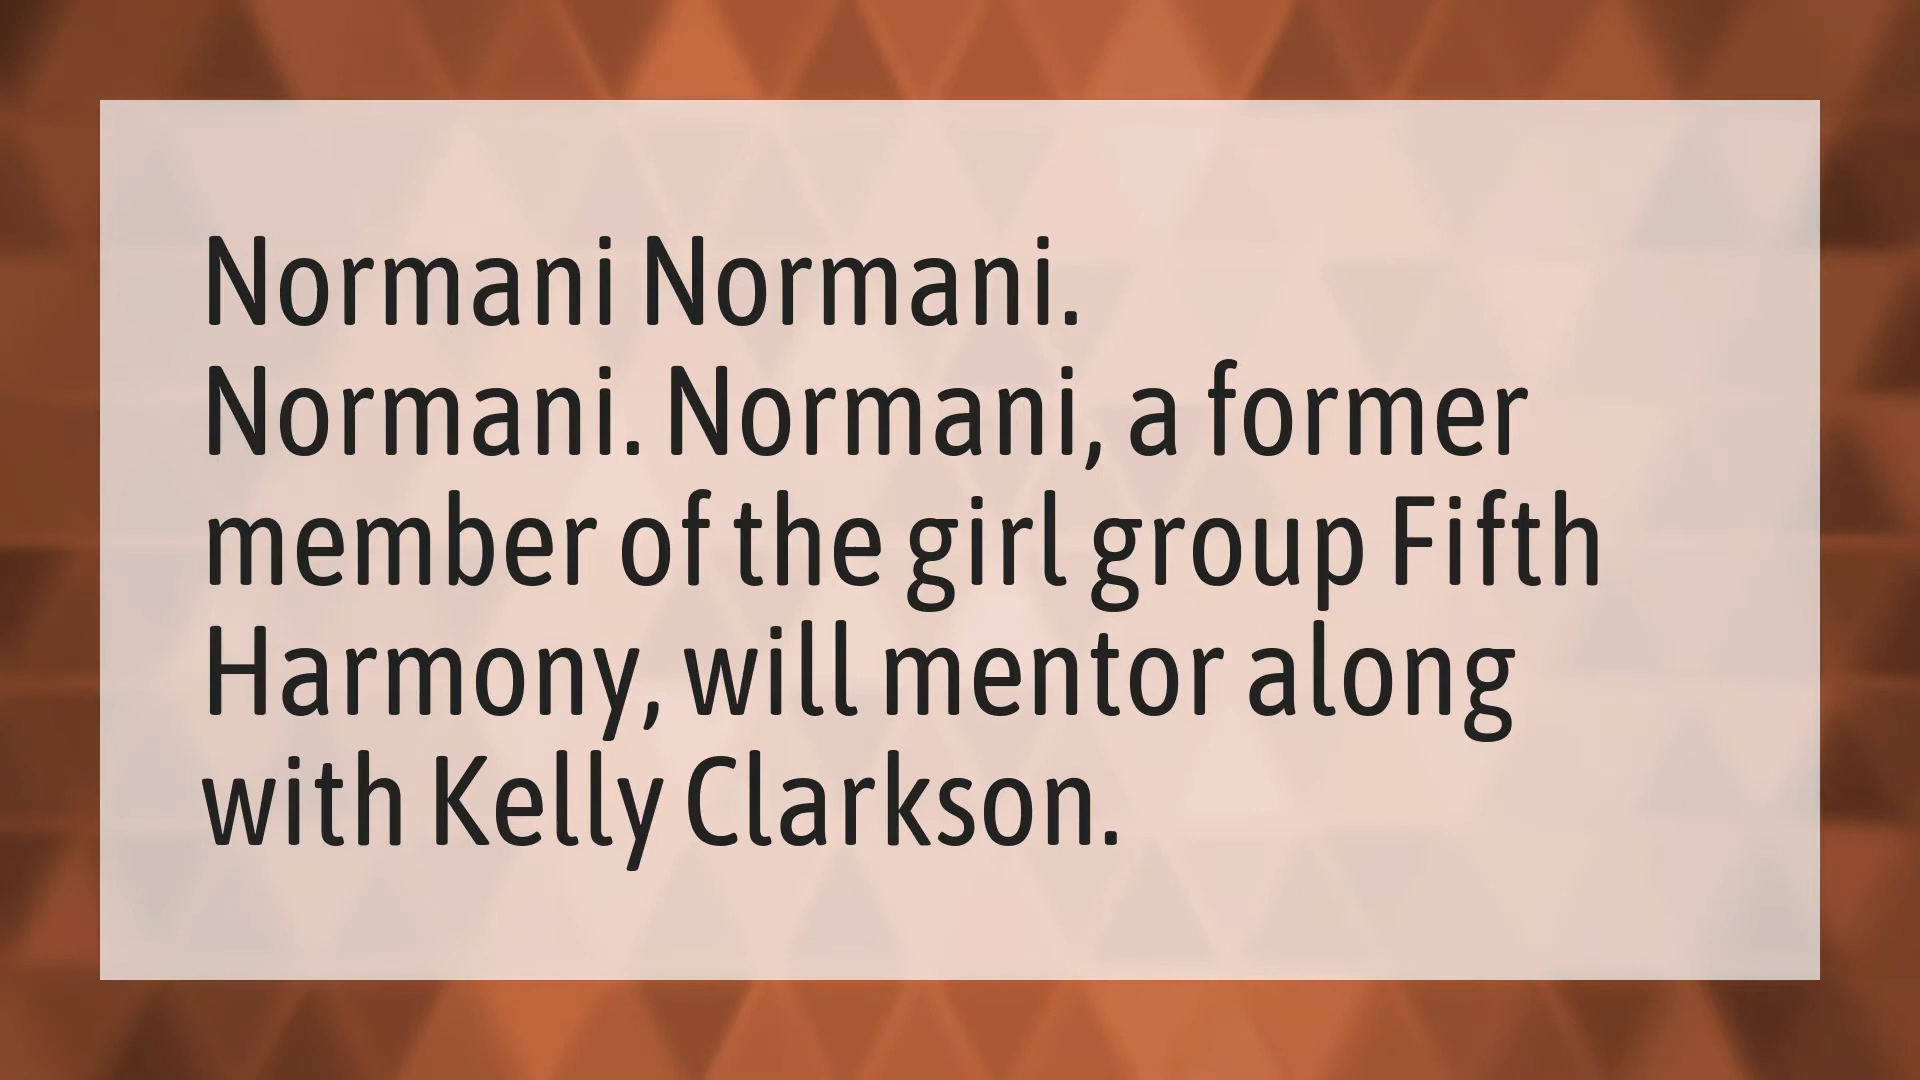 Normani Normani.
Normani. Normani, a former
member of the girl group Fifth
Harmony, will mentor along
with Kelly Clarkson.